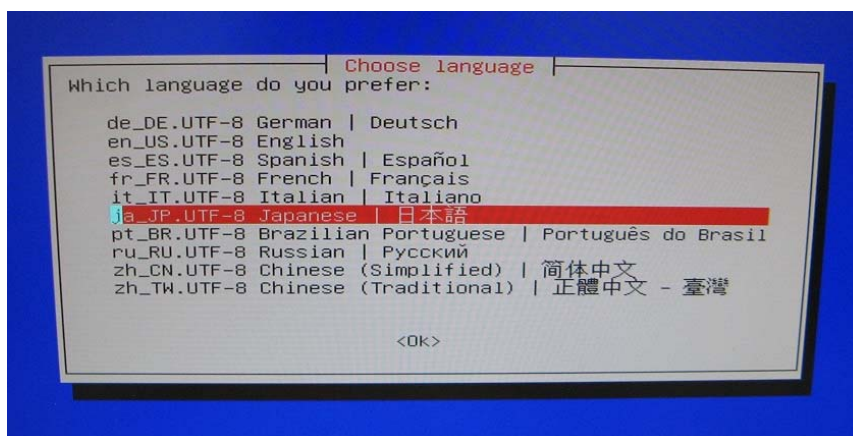 Choose language
Which language do you prefer:
de_DE.UTF-8 German | Deutsch
en_US.UTF-8 English
es_ES.UTF-8 Spanish | Español
fr_FR.UTF-8 French | Français
it_IT.UTF-8 Italian | Italiano
ja_JP.UTF-8 Japanese | 日本語
pt_BR.UTF-8 Brazilian Portuguese | Português do Brasil
ru_RU.UTF-8 Russian | Русский
zh_CN.UTF-8 Chinese (Simplified) | 简体中文
zh_TW.UTF-8 Chinese (Traditional) | 正體中文 - 臺灣
<Ok>